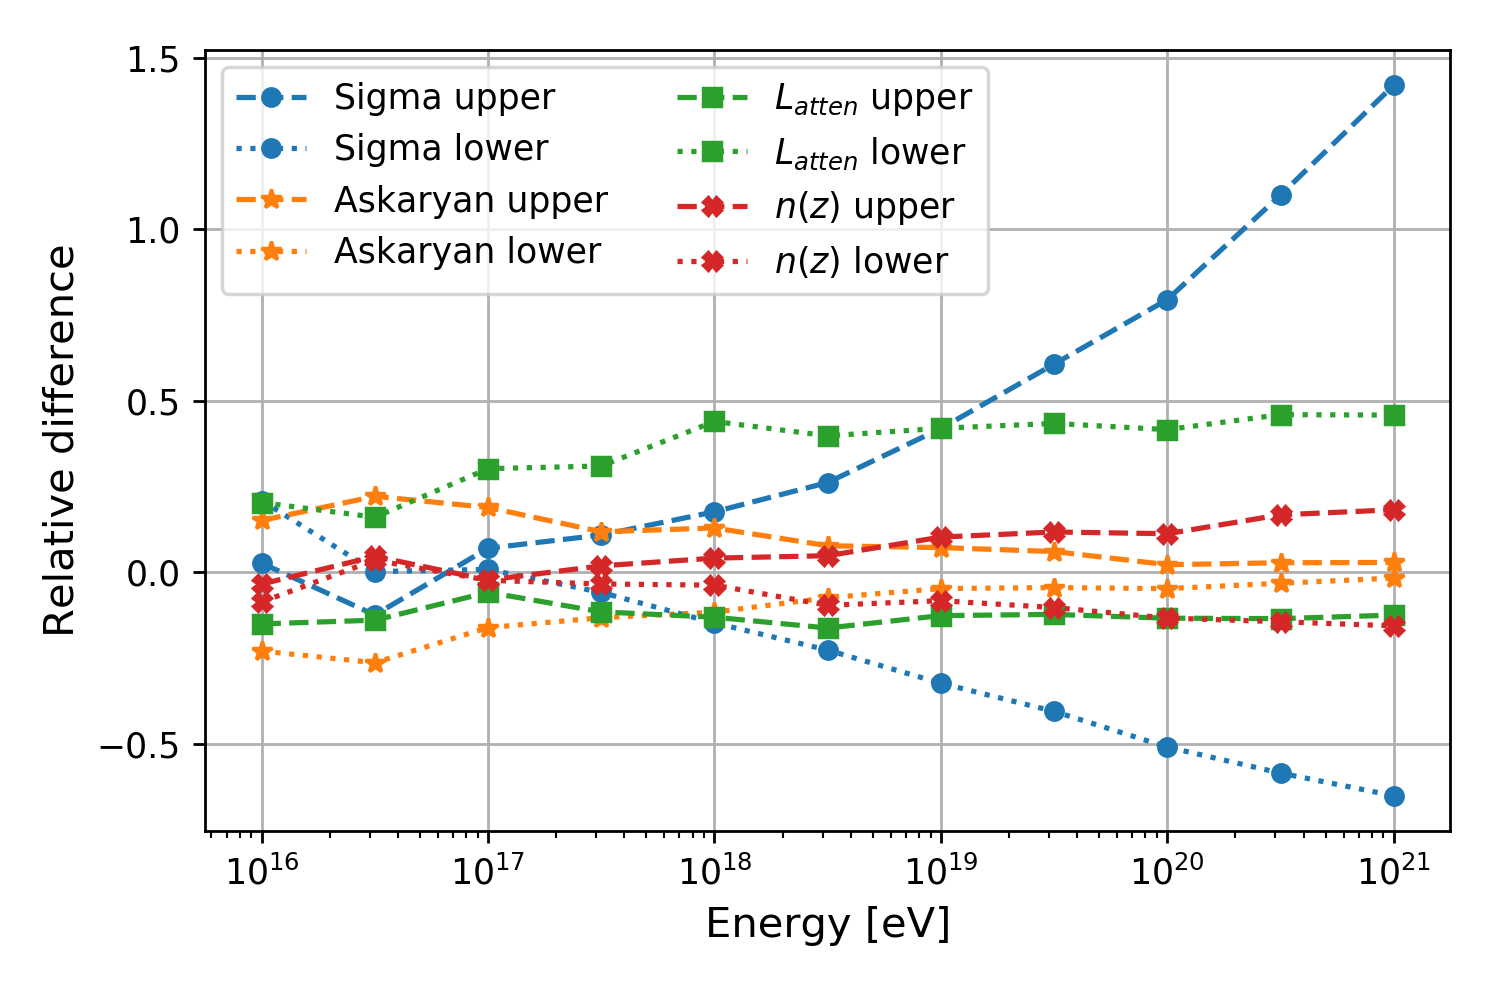 Sigma upper
Sigma lower
Askaryan upper
Askaryan lower
L_atten upper
L_atten lower
n(z) upper
n(z) lower
1.5
1.0
0.5
0.0
−0.5
Relative difference
10^16 10^17 10^18 10^19 10^20 10^21
Energy [eV]